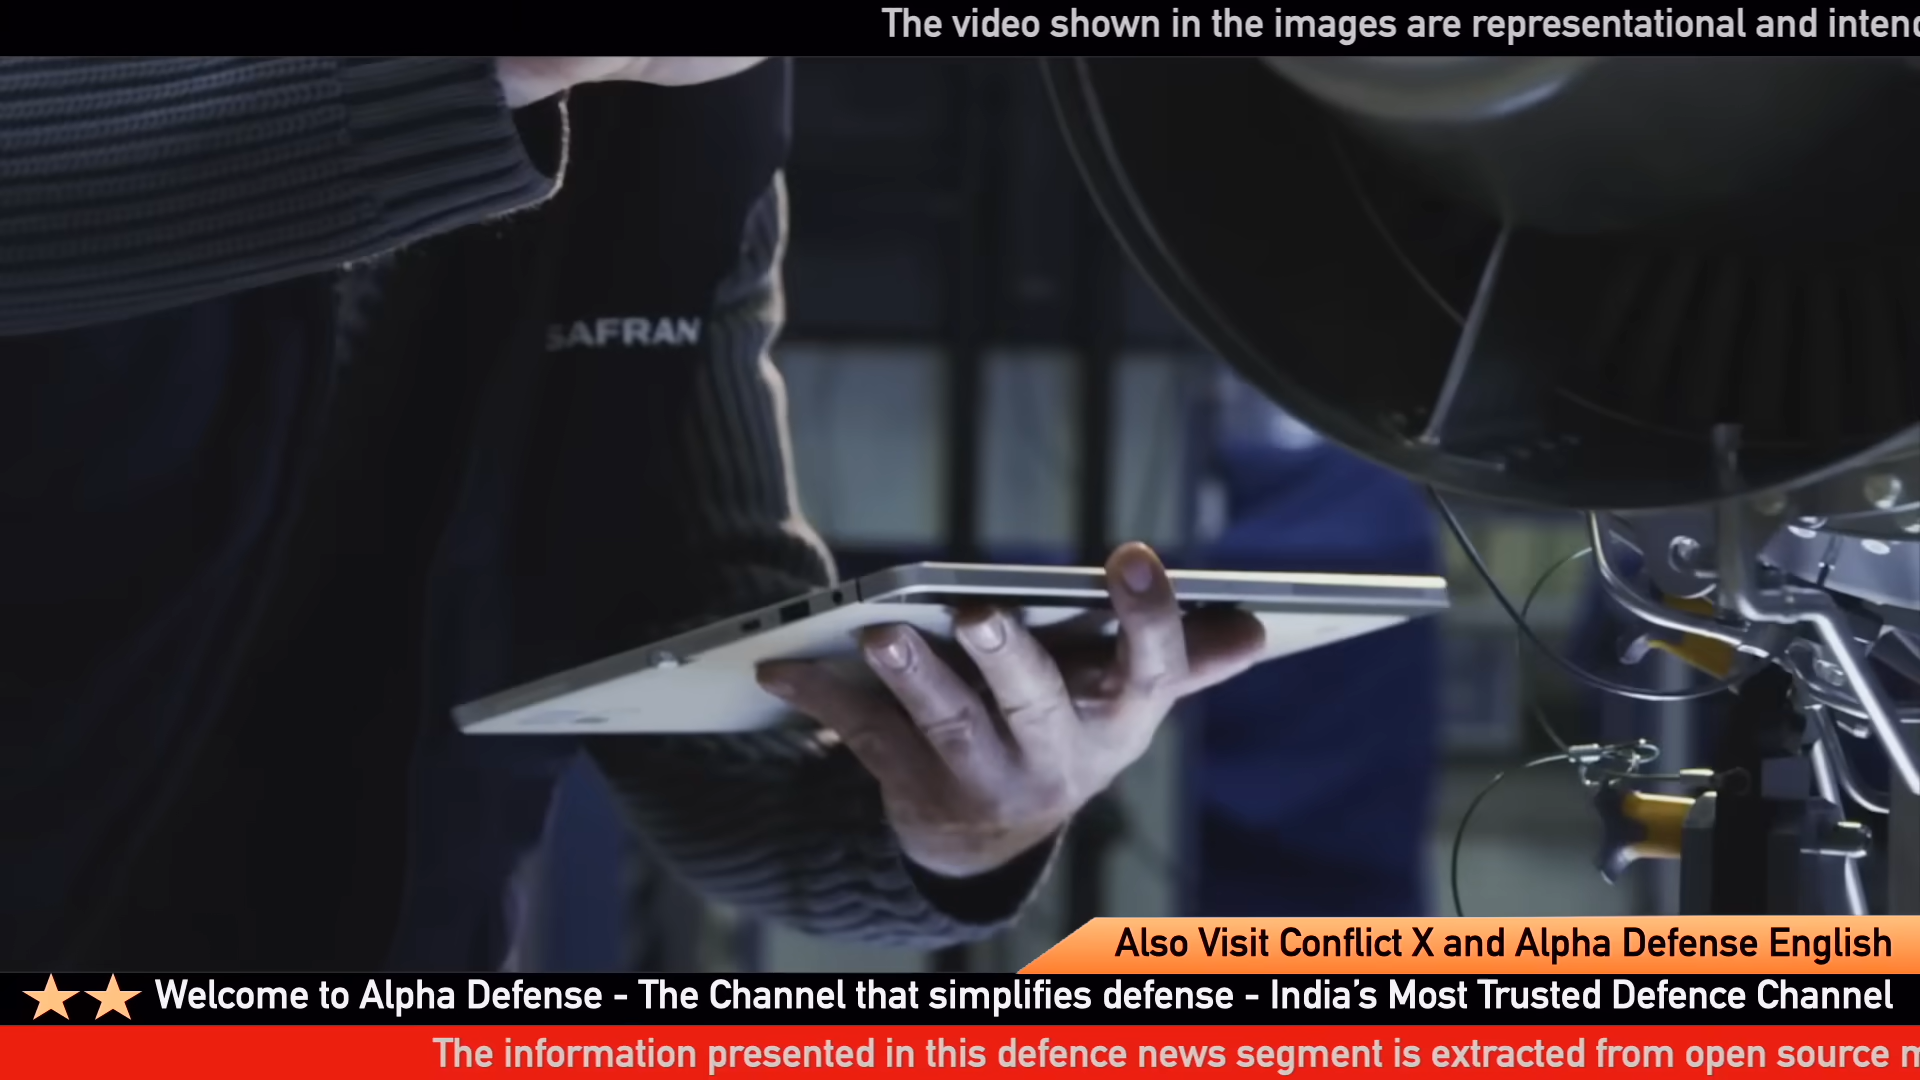 The video shown in the images are representational and intend
SAFRAN
Also Visit Conflict X and Alpha Defense English
Welcome to Alpha Defense - The Channel that simplifies defense - India's Most Trusted Defence Channel
The information presented in this defence news segment is extracted from open source